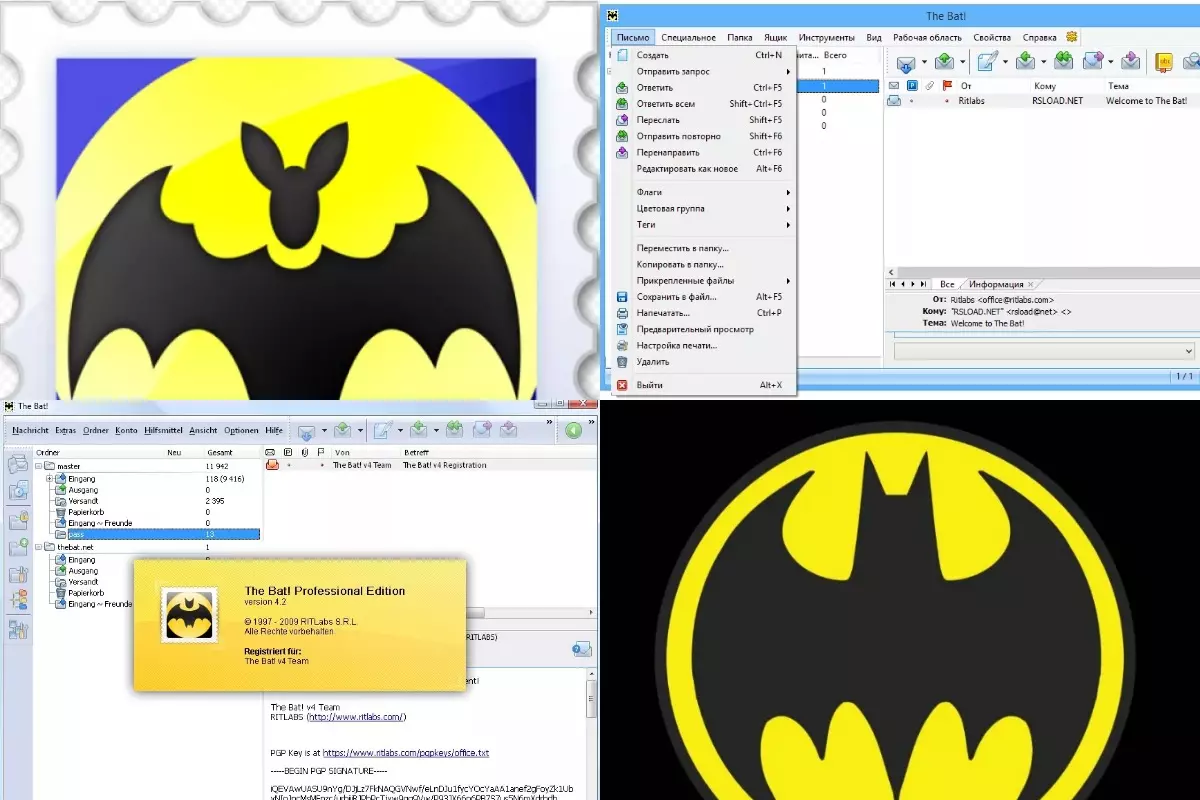 The Bat!
Письмо Специальное Папка Ящик Инструменты Вид Рабочая область Свойства Справка
Всего
Создать Ctrl+N
Отправить запрос
Ответить Ctrl+F5
Ответить всем Shift+Ctrl+F5
Переслать Shift+F5
Отправить повторно Shift+F6
Перенаправить Ctrl+F6
Редактировать как новое Alt+F6
Флаги
Цветовая группа
Теги
Переместить в папку...
Копировать в папку...
Прикрепленные файлы
Сохранить в файл... Alt+F5
Напечатать... Ctrl+P
Предварительный просмотр
Настройка печати...
Удалить
Выйти Alt+X
1
1
0
0
0
От Кому Тема
Ritlabs RSLOAD.NET Welcome to The Bat!
Все Информация
От: Ritlabs <office@ritlabs.com>
Кому: "RSLOAD.NET" <rsload@net> <>
Тема: Welcome to The Bat!
1 / 1
The Bat!
Nachricht Extras Ordner Konto Hilfsmittel Ansicht Optionen Hilfe
Ordner Neu Gesamt
master 11 942
Eingang 118 (9 416)
Ausgang 0
Versandt 2 395
Papierkorb 0
Eingang ~ Freunde 0
pass 13
thebat.net 1
Eingang 0
Ausgang
Versandt
Papierkorb
Eingang ~ Freunde
Von Betreff
The Bat! v4 Team The Bat! v4 Registration
The Bat! Professional Edition
version 4.2
© 1997 - 2009 RITLabs S.R.L.
Alle Rechte vorbehalten
Registriert für:
The Bat! v4 Team
RITLABS)
ent!
The Bat! v4 Team
RITLABS (http://www.ritlabs.com/)
PGP Key is at https://www.ritlabs.com/pgpkeys/office.txt
-----BEGIN PGP SIGNATURE-----